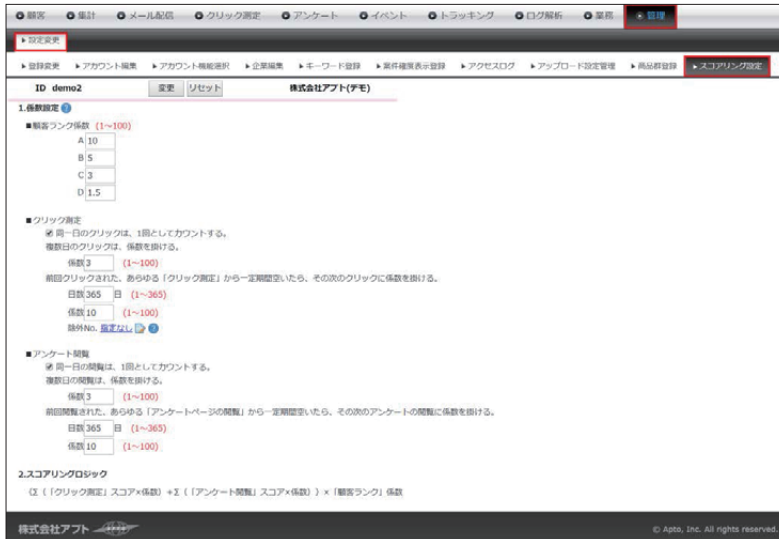 顧客 集計 メール配信 クリック測定 アンケート イベント トラッキング ログ解析 業務 管理
設定変更
登録変更 アカウント編集 アカウント機能選択 企業編集 キーワード登録 案件確度表示登録 アクセスログ アップロード設定管理 商品群登録 スコアリング設定
ID demo2 変更 リセット 株式会社アプト(デモ)
1.係数設定
■顧客ランク係数 (1～100)
A 10
B 5
C 3
D 1.5
■クリック測定
同一日のクリックは、1回としてカウントする。
複数日のクリックは、係数を掛ける。
係数 3 (1～100)
前回クリックされた、あらゆる「クリック測定」から一定期間空いたら、その次のクリックに係数を掛ける。
日数 365 日 (1～365)
係数 10 (1～100)
除外No. 指定なし
■アンケート閲覧
同一日の閲覧は、1回としてカウントする。
複数日の閲覧は、係数を掛ける。
係数 3 (1～100)
前回閲覧された、あらゆる「アンケートページの閲覧」から一定期間空いたら、その次のアンケートの閲覧に係数を掛ける。
日数 365 日 (1～365)
係数 10 (1～100)
2.スコアリングロジック
(Σ (「クリック測定」スコア×係数) +Σ (「アンケート閲覧」スコア×係数) ) ×「顧客ランク」係数
株式会社アプト © Apto, Inc. All rights reserved.